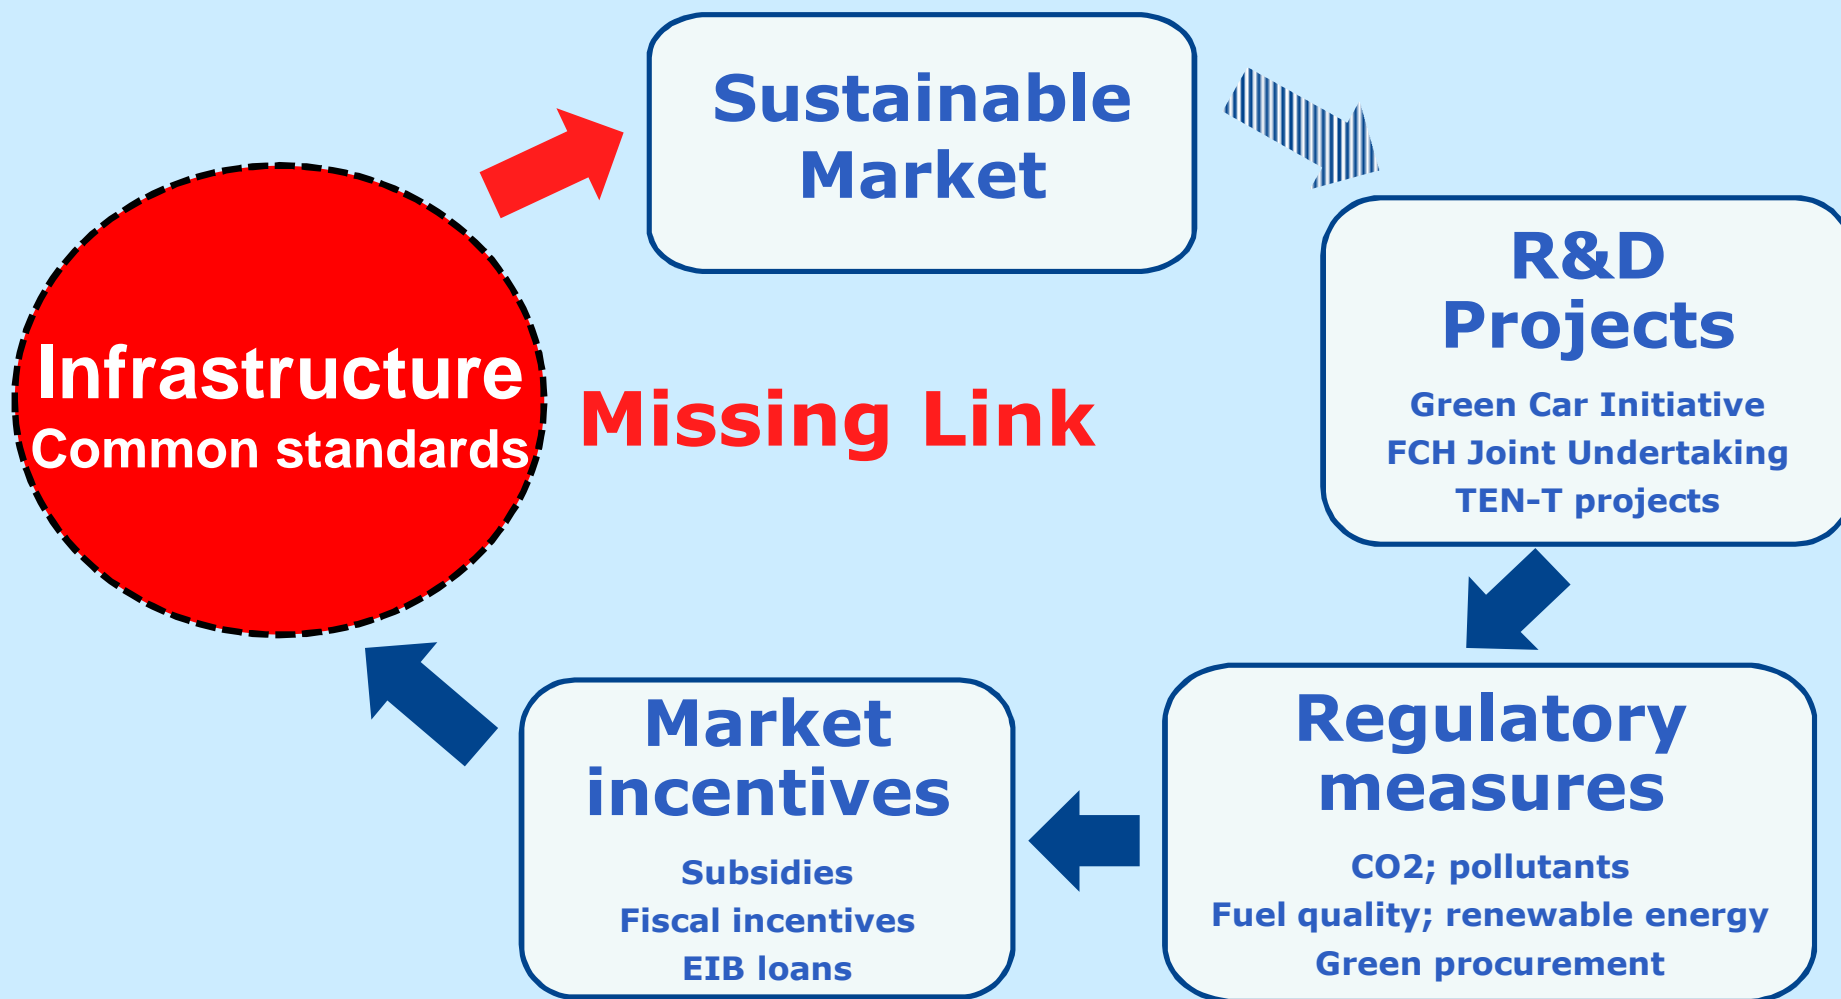 Sustainable
Market
R&D
Projects
Green Car Initiative
FCH Joint Undertaking
TEN-T projects
Infrastructure
Common standards
Missing Link
Regulatory
measures
CO2; pollutants
Fuel quality; renewable energy
Green procurement
Market
incentives
Subsidies
Fiscal incentives
EIB loans